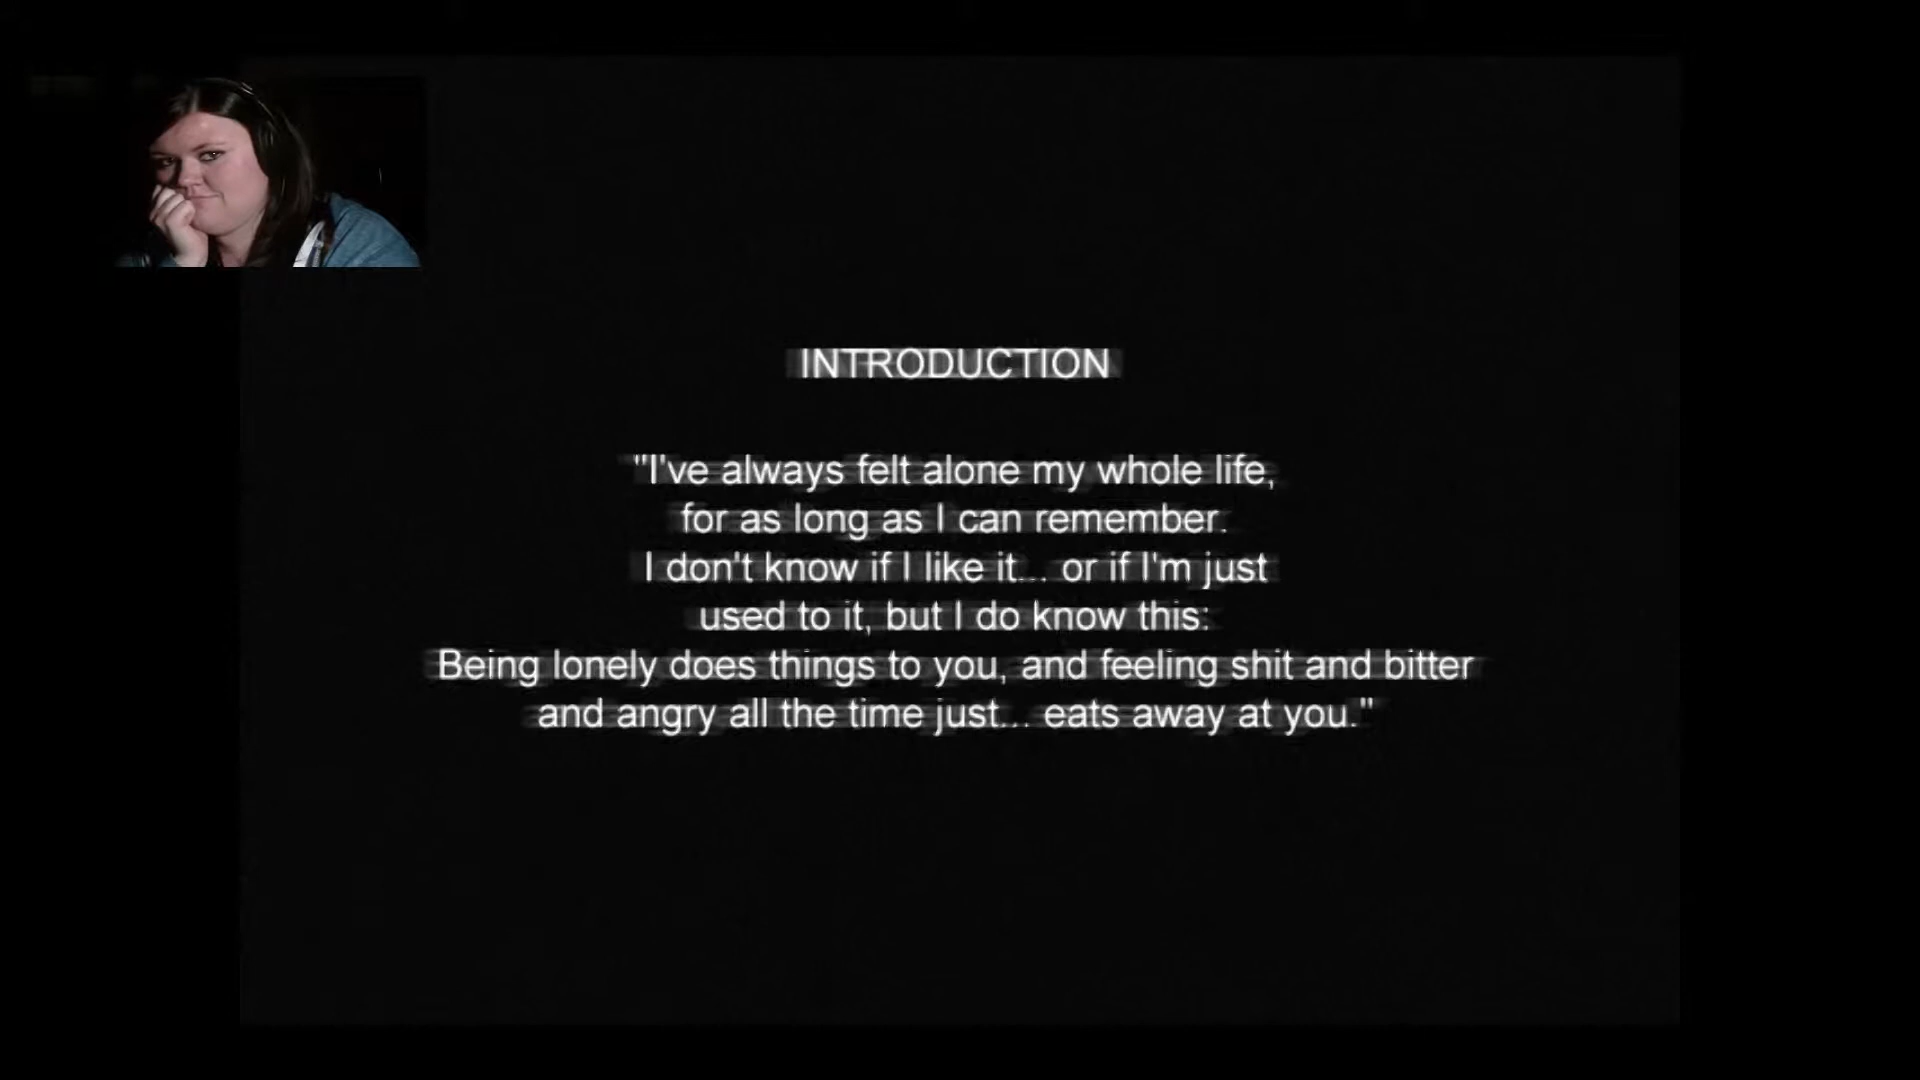 INTRODUCTION
"I've always felt alone my whole life,
for as long as I can remember.
I don't know if I like it... or if I'm just
used to it, but I do know this:
Being lonely does things to you, and feeling shit and bitter
and angry all the time just... eats away at you."